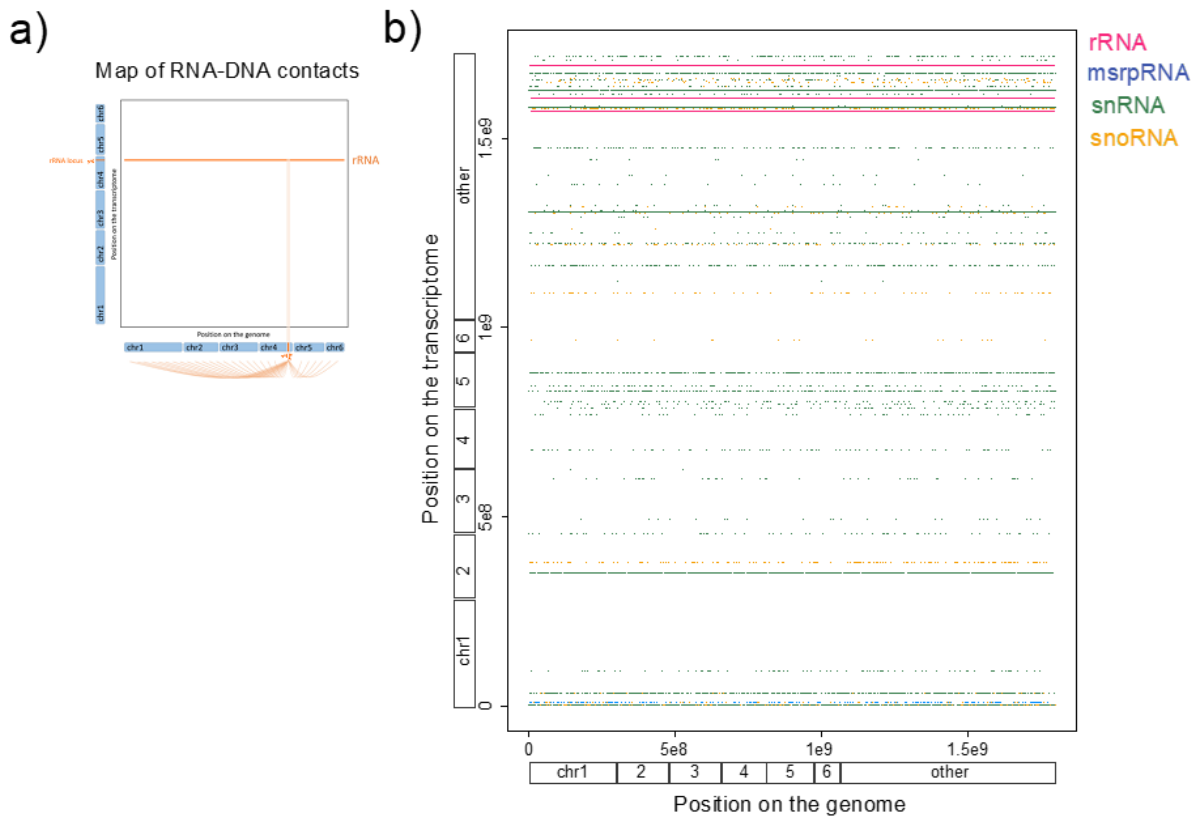 a)
Map of RNA-DNA contacts
chr6
chr5
chr4
chr3
chr2
chr1
rRNA locus
Position on the transcriptome
rRNA
Position on the genome
chr1 chr2 chr3 chr4 chr5 chr6
b)
Position on the transcriptome
other
6
5
4
3
2
chr1
1.5e9
1e9
5e8
0
0 5e8 1e9 1.5e9
chr1 2 3 4 5 6 other
Position on the genome
rRNA
msrpRNA
snRNA
snoRNA